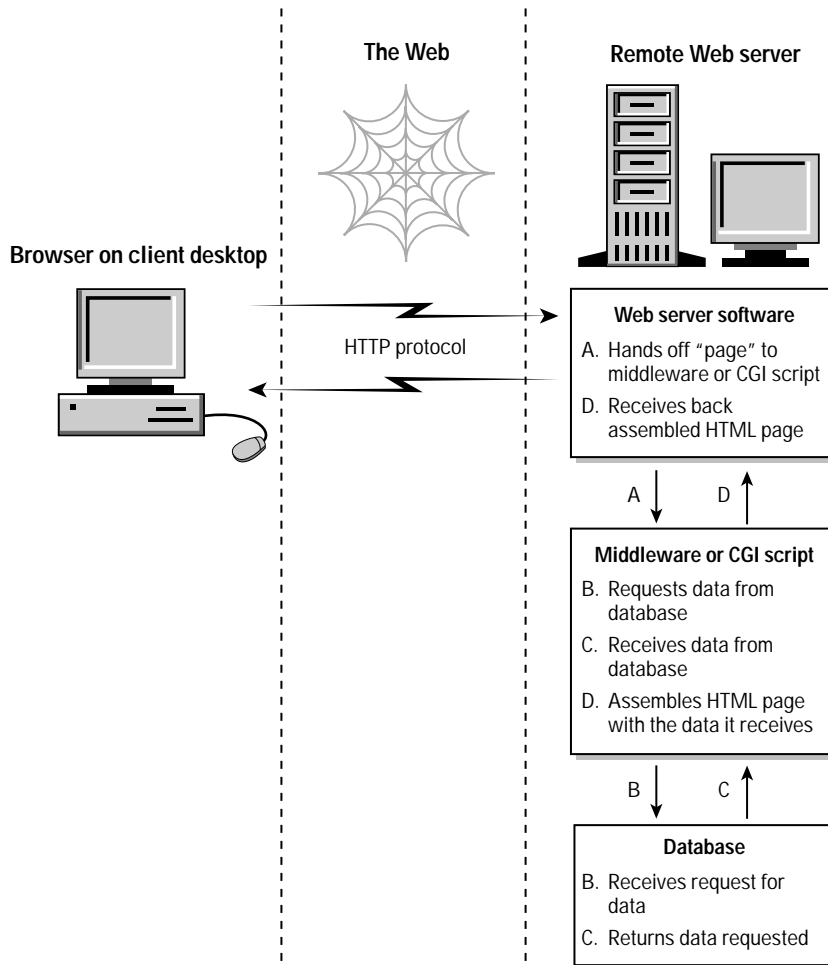 The Web
Remote Web server
Browser on client desktop
HTTP protocol
Web server software
A. Hands off “page” to
middleware or CGI script
D. Receives back
assembled HTML page
A
D
Middleware or CGI script
B. Requests data from
database
C. Receives data from
database
D. Assembles HTML page
with the data it receives
B
C
Database
B. Receives request for
data
C. Returns data requested